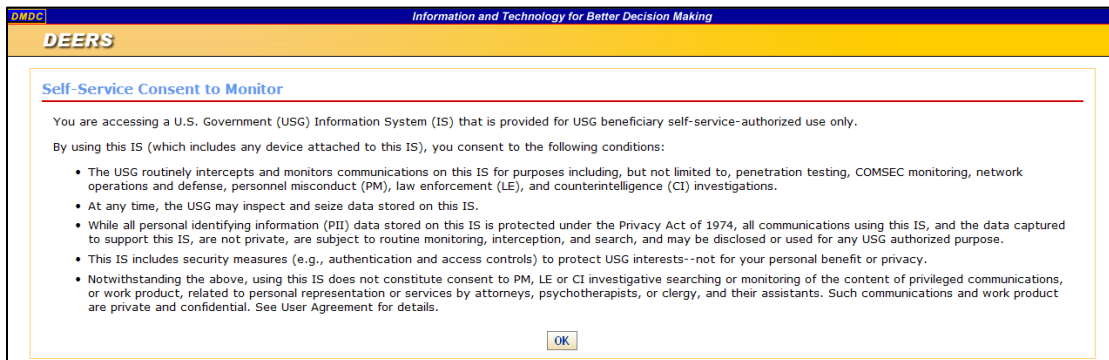 DMDC
Information and Technology for Better Decision Making
DEERS
Self-Service Consent to Monitor
You are accessing a U.S. Government (USG) Information System (IS) that is provided for USG beneficiary self-service-authorized use only.
By using this IS (which includes any device attached to this IS), you consent to the following conditions:
• The USG routinely intercepts and monitors communications on this IS for purposes including, but not limited to, penetration testing, COMSEC monitoring, network
operations and defense, personnel misconduct (PM), law enforcement (LE), and counterintelligence (CI) investigations.
• At any time, the USG may inspect and seize data stored on this IS.
• While all personal identifying information (PII) data stored on this IS is protected under the Privacy Act of 1974, all communications using this IS, and the data captured
to support this IS, are not private, are subject to routine monitoring, interception, and search, and may be disclosed or used for any USG authorized purpose.
• This IS includes security measures (e.g., authentication and access controls) to protect USG interests--not for your personal benefit or privacy.
• Notwithstanding the above, using this IS does not constitute consent to PM, LE or CI investigative searching or monitoring of the content of privileged communications,
or work product, related to personal representation or services by attorneys, psychotherapists, or clergy, and their assistants. Such communications and work product
are private and confidential. See User Agreement for details.
OK